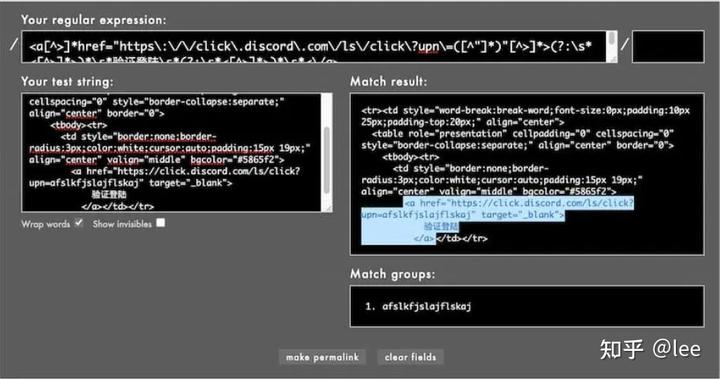 Your regular expression:
/ <a[^>]*href="https\:\/\/click\.discord\.com\/ls\/click\?upn\=([^"]*)"[^>]*>(?:\s* /
<[^>]*>)*\s*验证登陆\s*(?:\s*<[^>]*>)*\s*<\/a>
Your test string:
cellspacing="0" style="border-collapse:separate;"
align="center" border="0">
<tbody><tr>
<td style="border:none;border-
radius:3px;color:white;cursor:auto;padding:15px 19px;"
align="center" valign="middle" bgcolor="#5865f2">
<a href="https://click.discord.com/ls/click?
upn=afslkfjslajflskaj" target="_blank">
验证登陆
</a></td></tr>
Wrap words Show invisibles
Match result:
<tr><td style="word-break:break-word;font-size:0px;padding:10px
25px;padding-top:20px;" align="center">
<table role="presentation" cellpadding="0" cellspacing="0"
style="border-collapse:separate;" align="center" border="0">
<tbody><tr>
<td style="border:none;border-
radius:3px;color:white;cursor:auto;padding:15px 19px;"
align="center" valign="middle" bgcolor="#5865f2">
<a href="https://click.discord.com/ls/click?
upn=afslkfjslajflskaj" target="_blank">
验证登陆
</a></td></tr>
Match groups:
1. afslkfjslajflskaj
make permalink clear fields
知乎 @lee